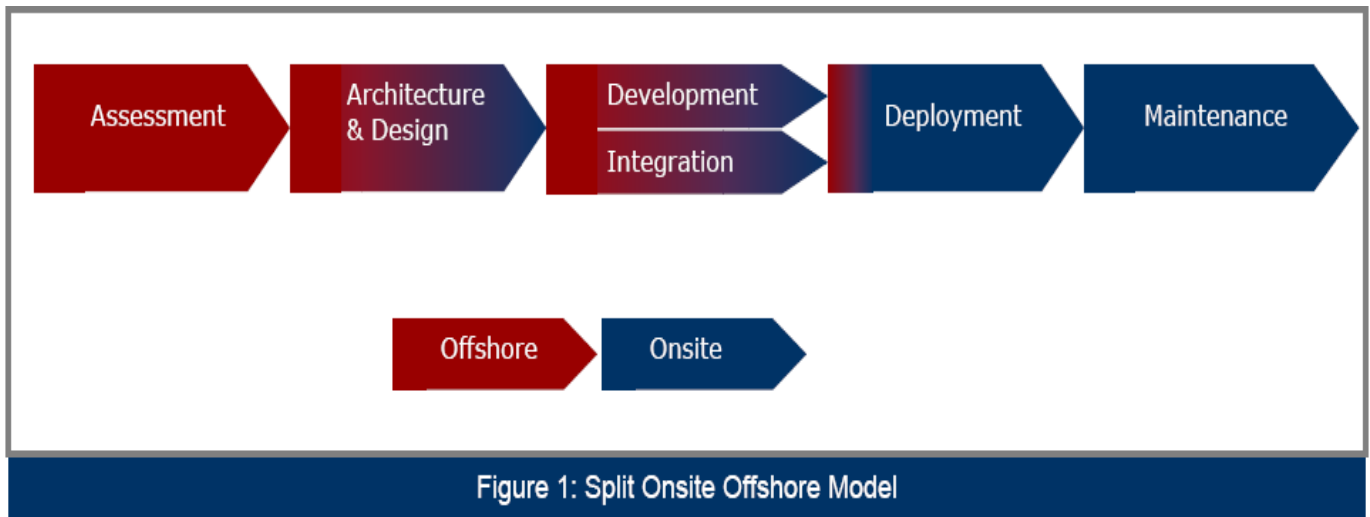 Assessment
Architecture
& Design
Development
Integration
Deployment
Maintenance
Offshore
Onsite
Figure 1: Split Onsite Offshore Model